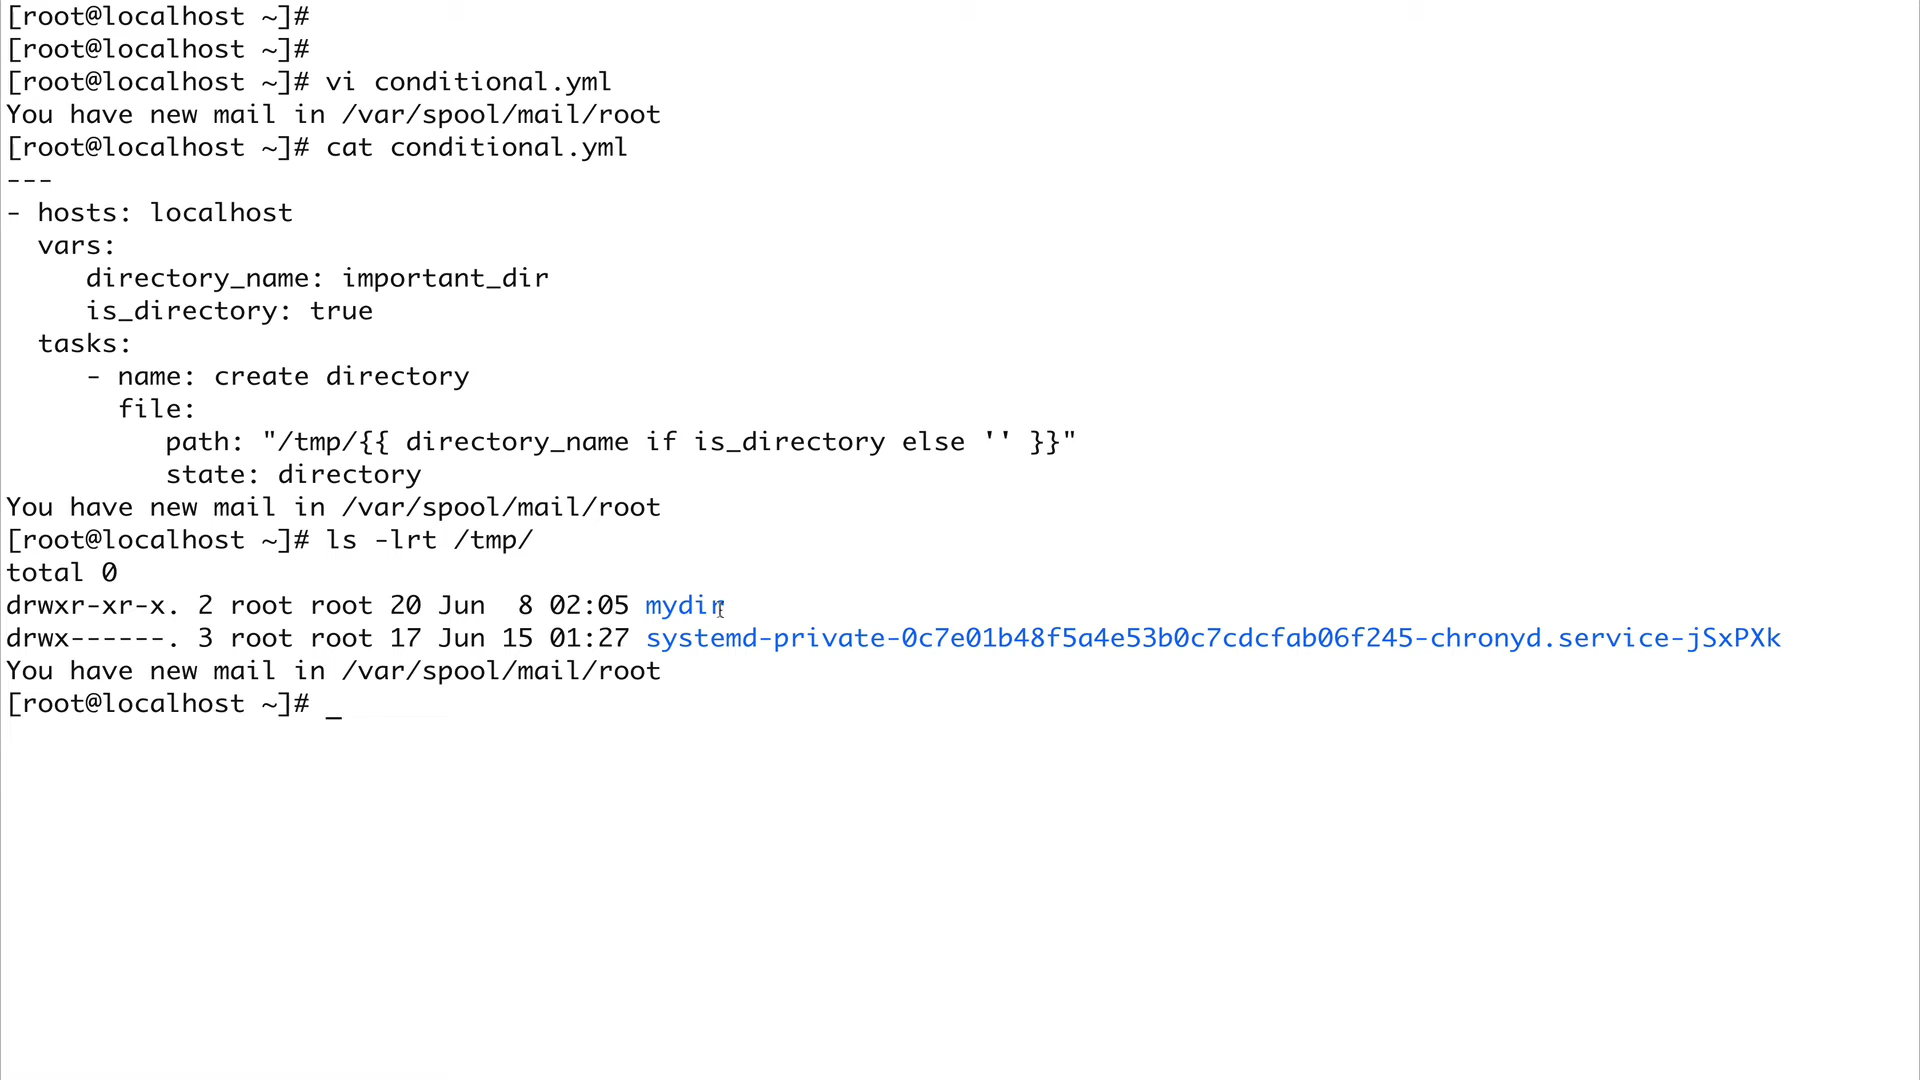 [root@localhost ~]#
[root@localhost ~]#
[root@localhost ~]# vi conditional.yml
You have new mail in /var/spool/mail/root
[root@localhost ~]# cat conditional.yml
---
- hosts: localhost
  vars:
     directory_name: important_dir
     is_directory: true
  tasks:
     - name: create directory
       file:
          path: "/tmp/{{ directory_name if is_directory else '' }}"
          state: directory
You have new mail in /var/spool/mail/root
[root@localhost ~]# ls -lrt /tmp/
total 0
drwxr-xr-x. 2 root root 20 Jun  8 02:05 mydir
drwx------. 3 root root 17 Jun 15 01:27 systemd-private-0c7e01b48f5a4e53b0c7cdcfab06f245-chronyd.service-jSxPXk
You have new mail in /var/spool/mail/root
[root@localhost ~]# _